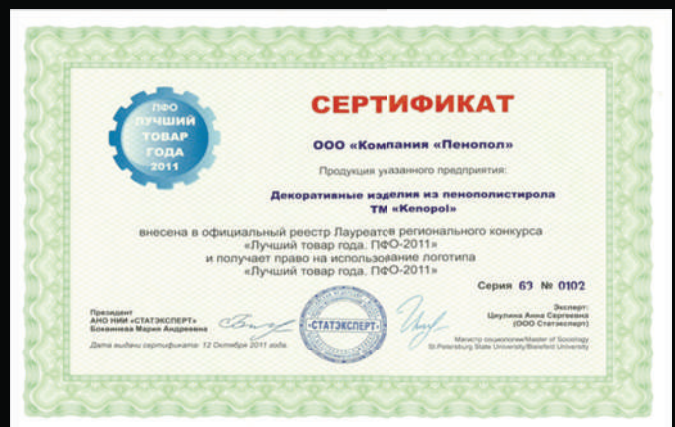 ПФО
ЛУЧШИЙ
ТОВАР
ГОДА
2011
СЕРТИФИКАТ
ООО «Компания «Пенопол»
Продукция указанного предприятия:
Декоративные изделия из пенополистирола
ТМ «Kenopol»
внесена в официальный реестр Лауреатов регионального конкурса
«Лучший товар года. ПФО-2011»
и получает право на использование логотипа
«Лучший товар года. ПФО-2011»
Серия 63 № 0102
Президент
АНО НИИ «СТАТЭКСПЕРТ»
Мария Андреевна
Дата выдачи сертификата: 12 Октября 2011 года.
«СТАТЭКСПЕРТ»
Эксперт:
Циулина Анна Сергеевна
(ООО Статэксперт)
Магистр социологии/Master of Sociology
St.Petersburg State University/Bielefeld University